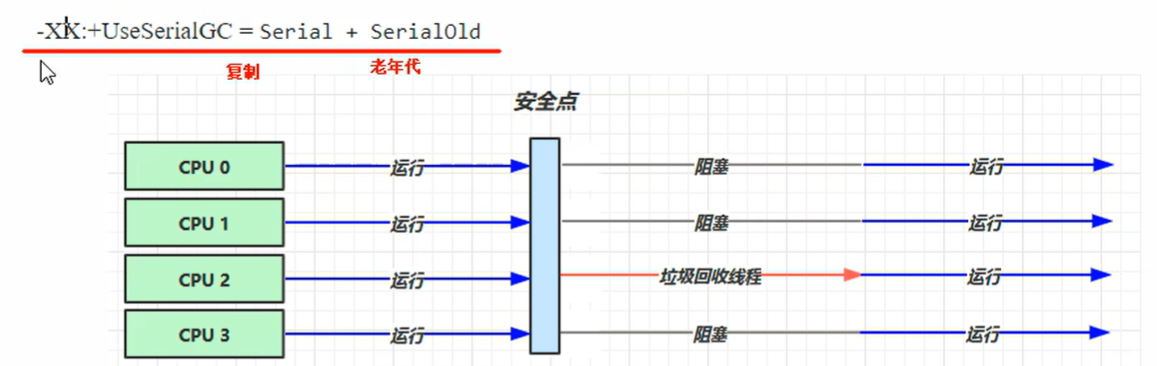 -XX:+UseSerialGC = Serial + SerialOld
复制 老年代
安全点
CPU 0 运行 阻塞 运行
CPU 1 运行 阻塞 运行
CPU 2 运行 垃圾回收线程 运行
CPU 3 运行 阻塞 运行